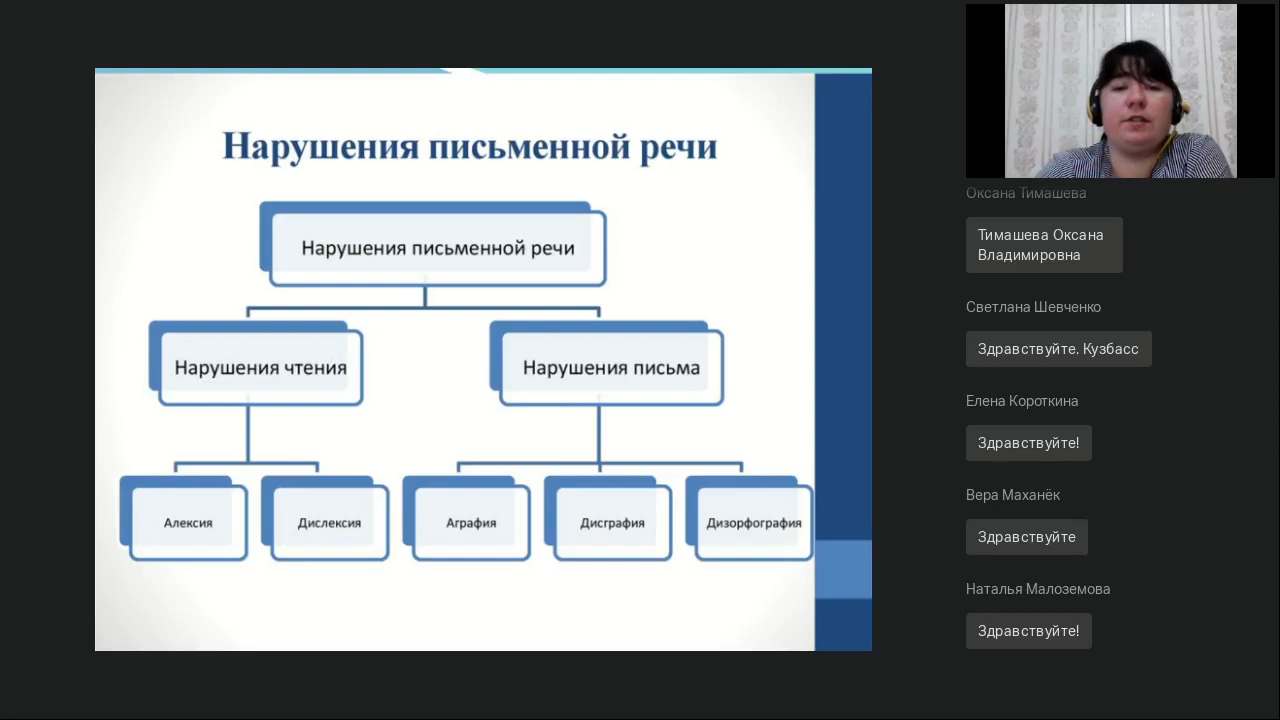 Нарушения письменной речи
Нарушения письменной речи
Нарушения чтения
Нарушения письма
Алексия
Дислексия
Аграфия
Дисграфия
Дизорфография
Оксана Тимашева
Тимашева Оксана
Владимировна
Светлана Шевченко
Здравствуйте. Кузбасс
Елена Короткина
Здравствуйте!
Вера Маханёк
Здравствуйте
Наталья Малоземова
Здравствуйте!